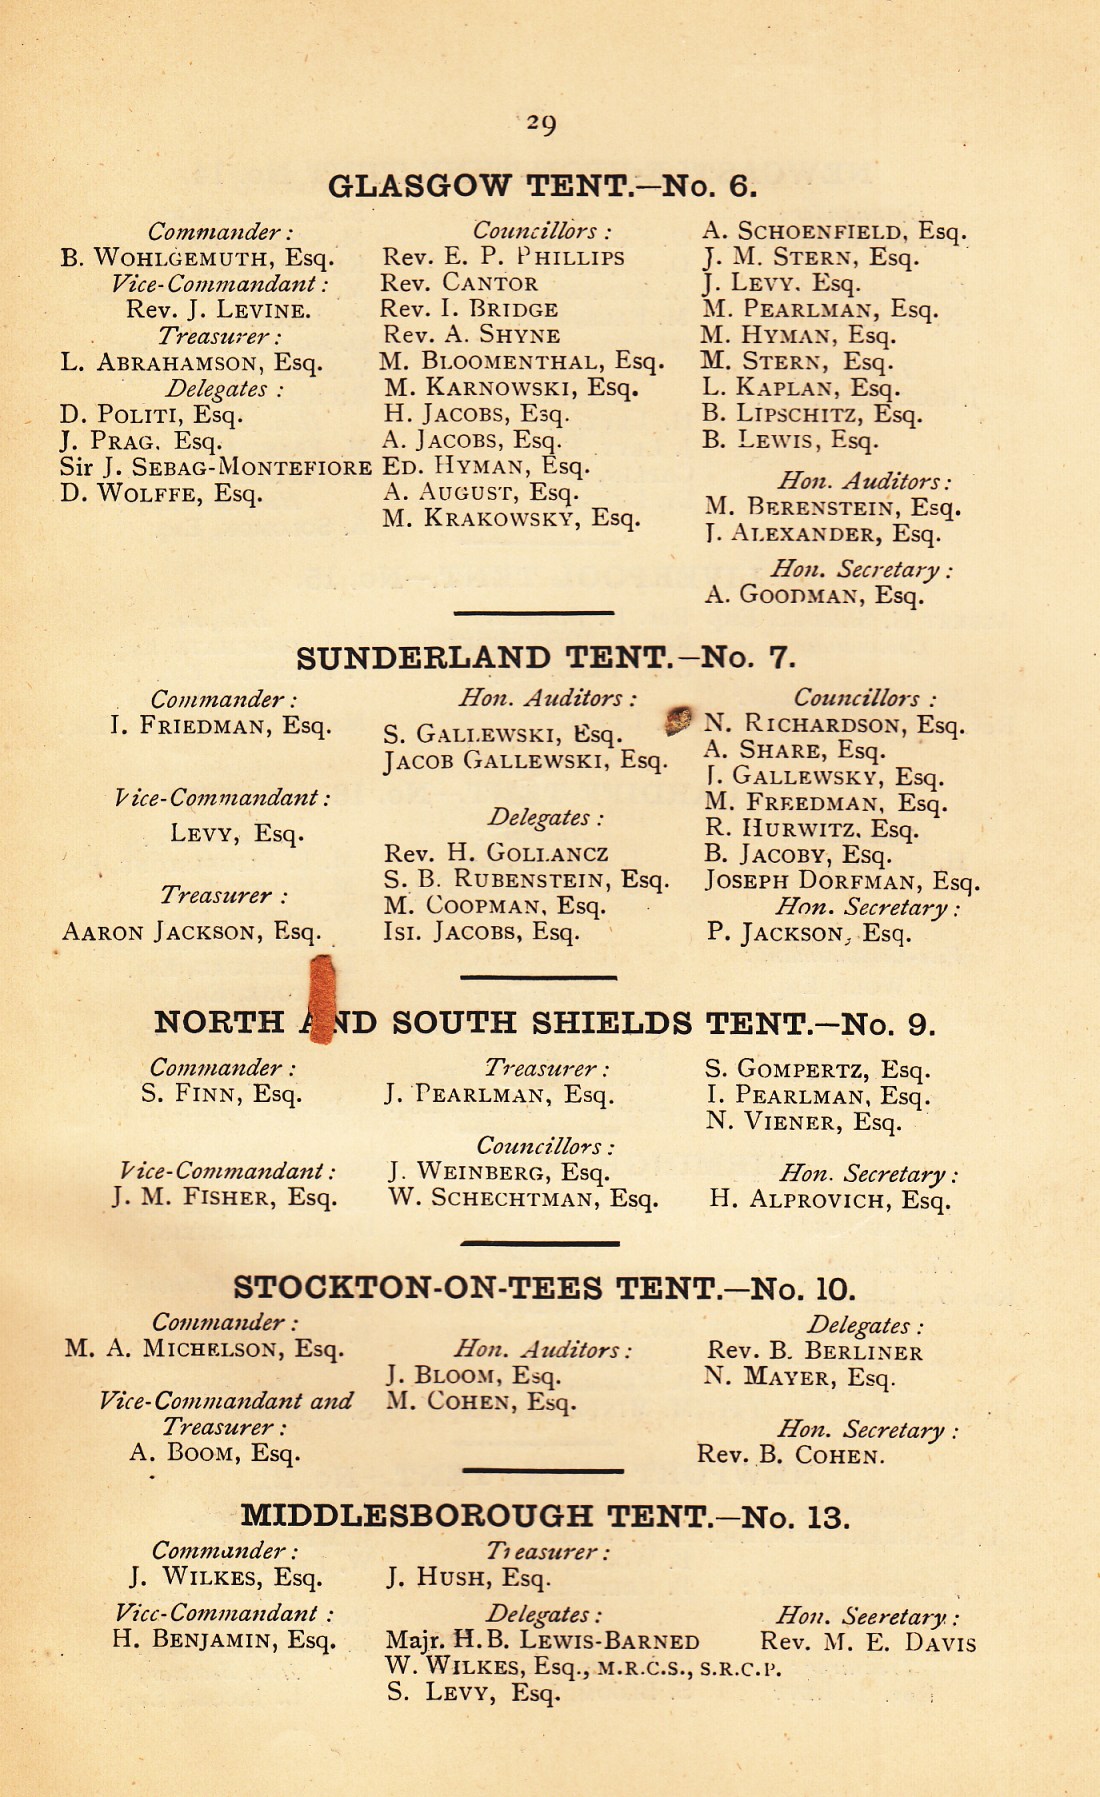 29
GLASGOW TENT.—No. 6.
Commander :
B. WOHLGEMUTH, Esq.
Vice-Commandant :
Rev. J. LEVINE.
Treasurer :
L. ABRAHAMSON, Esq.
Delegates :
D. POLITI, Esq.
J. PRAG, Esq.
Sir J. SEBAG-MONTEFIORE
D. WOLFFE, Esq.
Councillors :
Rev. E. P. PHILLIPS
Rev. CANTOR
Rev. I. BRIDGE
Rev. A. SHYNE
M. BLOOMENTHAL, Esq.
M. KARNOWSKI, Esq.
H. JACOBS, Esq.
A. JACOBS, Esq.
ED. HYMAN, Esq.
A. AUGUST, Esq.
M. KRAKOWSKY, Esq.
A. SCHOENFIELD, Esq.
J. M. STERN, Esq.
J. LEVY, Esq.
M. PEARLMAN, Esq.
M. HYMAN, Esq.
M. STERN, Esq.
L. KAPLAN, Esq.
B. LIPSCHITZ, Esq.
B. LEWIS, Esq.
Hon. Auditors :
M. BERENSTEIN, Esq.
J. ALEXANDER, Esq.
Hon. Secretary :
A. GOODMAN, Esq.
SUNDERLAND TENT.—No. 7.
Commander :
I. FRIEDMAN, Esq.
Vice-Commandant :
LEVY, Esq.
Treasurer :
AARON JACKSON, Esq.
Hon. Auditors :
S. GALLEWSKI, Esq.
JACOB GALLEWSKI, Esq.
Delegates :
Rev. H. GOLLANCZ
S. B. RUBENSTEIN, Esq.
M. COOPMAN, Esq.
ISI. JACOBS, Esq.
Councillors :
N. RICHARDSON, Esq.
A. SHARE, Esq.
J. GALLEWSKY, Esq.
M. FREEDMAN, Esq.
R. HURWITZ, Esq.
B. JACOBY, Esq.
JOSEPH DORFMAN, Esq.
Hon. Secretary :
P. JACKSON, Esq.
NORTH AND SOUTH SHIELDS TENT.—No. 9.
Commander :
S. FINN, Esq.
Vice-Commandant :
J. M. FISHER, Esq.
Treasurer :
J. PEARLMAN, Esq.
Councillors :
J. WEINBERG, Esq.
W. SCHECHTMAN, Esq.
S. GOMPERTZ, Esq.
I. PEARLMAN, Esq.
N. VIENER, Esq.
Hon. Secretary :
H. ALPROVICH, Esq.
STOCKTON-ON-TEES TENT.—No. 10.
Commander :
M. A. MICHELSON, Esq.
Vice-Commandant and
Treasurer :
A. BOOM, Esq.
Hon. Auditors :
J. BLOOM, Esq.
M. COHEN, Esq.
Delegates :
Rev. B. BERLINER
N. MAYER, Esq.
Hon. Secretary :
Rev. B. COHEN.
MIDDLESBOROUGH TENT.—No. 13.
Commander :
J. WILKES, Esq.
Vice-Commandant :
H. BENJAMIN, Esq.
Treasurer :
J. HUSH, Esq.
Delegates :
Majr. H. B. LEWIS-BARNED
W. WILKES, Esq., M.R.C.S., S.R.C.P.
S. LEVY, Esq.
Hon. Seeretary :
Rev. M. E. DAVIS